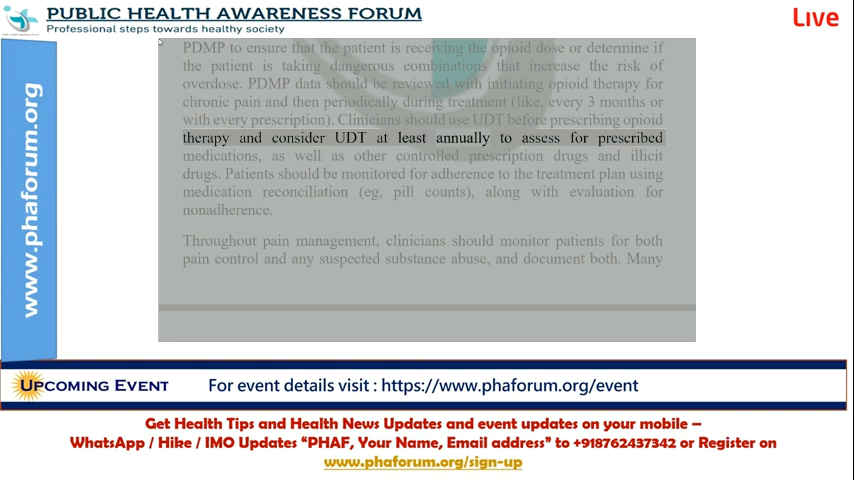 PUBLIC HEALTH AWARENESS FORUM
Professional steps towards healthy society
Live
www.phaforum.org
PDMP to ensure that the patient is receiving the opioid dose or determine if
the patient is taking dangerous combinations that increase the risk of
overdose. PDMP data should be reviewed with initiating opioid therapy for
chronic pain and then periodically during treatment (like, every 3 months or
with every prescription). Clinicians should use UDT before prescribing opioid
therapy and consider UDT at least annually to assess for prescribed
medications, as well as other controlled prescription drugs and illicit
drugs. Patients should be monitored for adherence to the treatment plan using
medication reconciliation (eg, pill counts), along with evaluation for
nonadherence.
Throughout pain management, clinicians should monitor patients for both
pain control and any suspected substance abuse, and document both. Many
UPCOMING EVENT
For event details visit : https://www.phaforum.org/event
Get Health Tips and Health News Updates and event updates on your mobile –
WhatsApp / Hike / IMO Updates “PHAF, Your Name, Email address” to +918762437342 or Register on
www.phaforum.org/sign-up